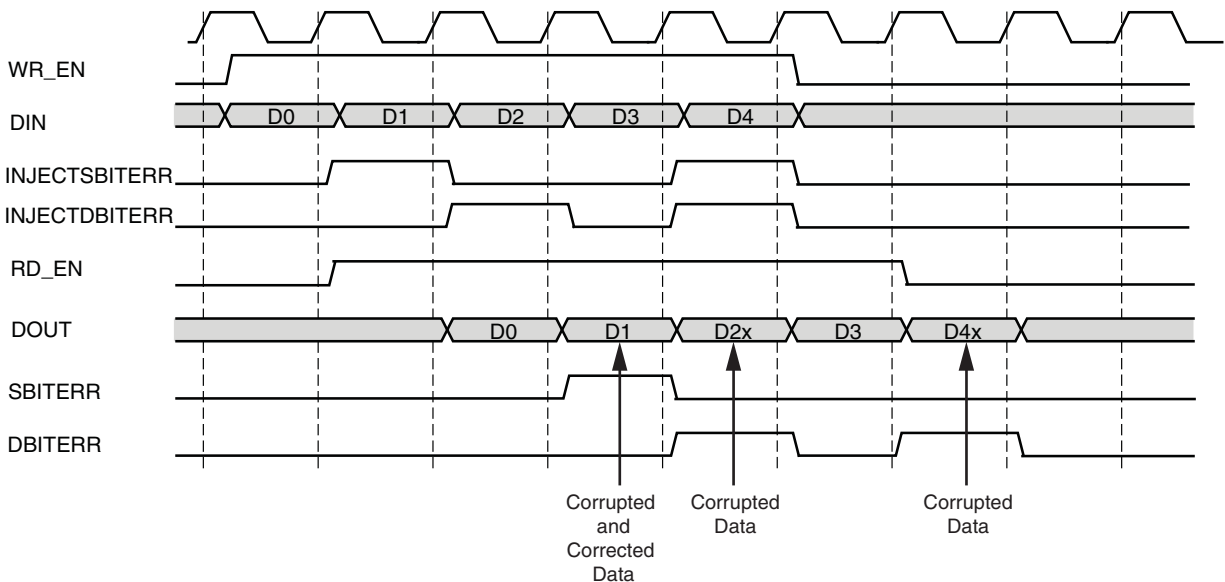 WR_EN
DIN
D0 D1 D2 D3 D4
INJECTSBITERR
INJECTDBITERR
RD_EN
DOUT
D0 D1 D2x D3 D4x
SBITERR
DBITERR
Corrupted
and
Corrected
Data
Corrupted
Data
Corrupted
Data